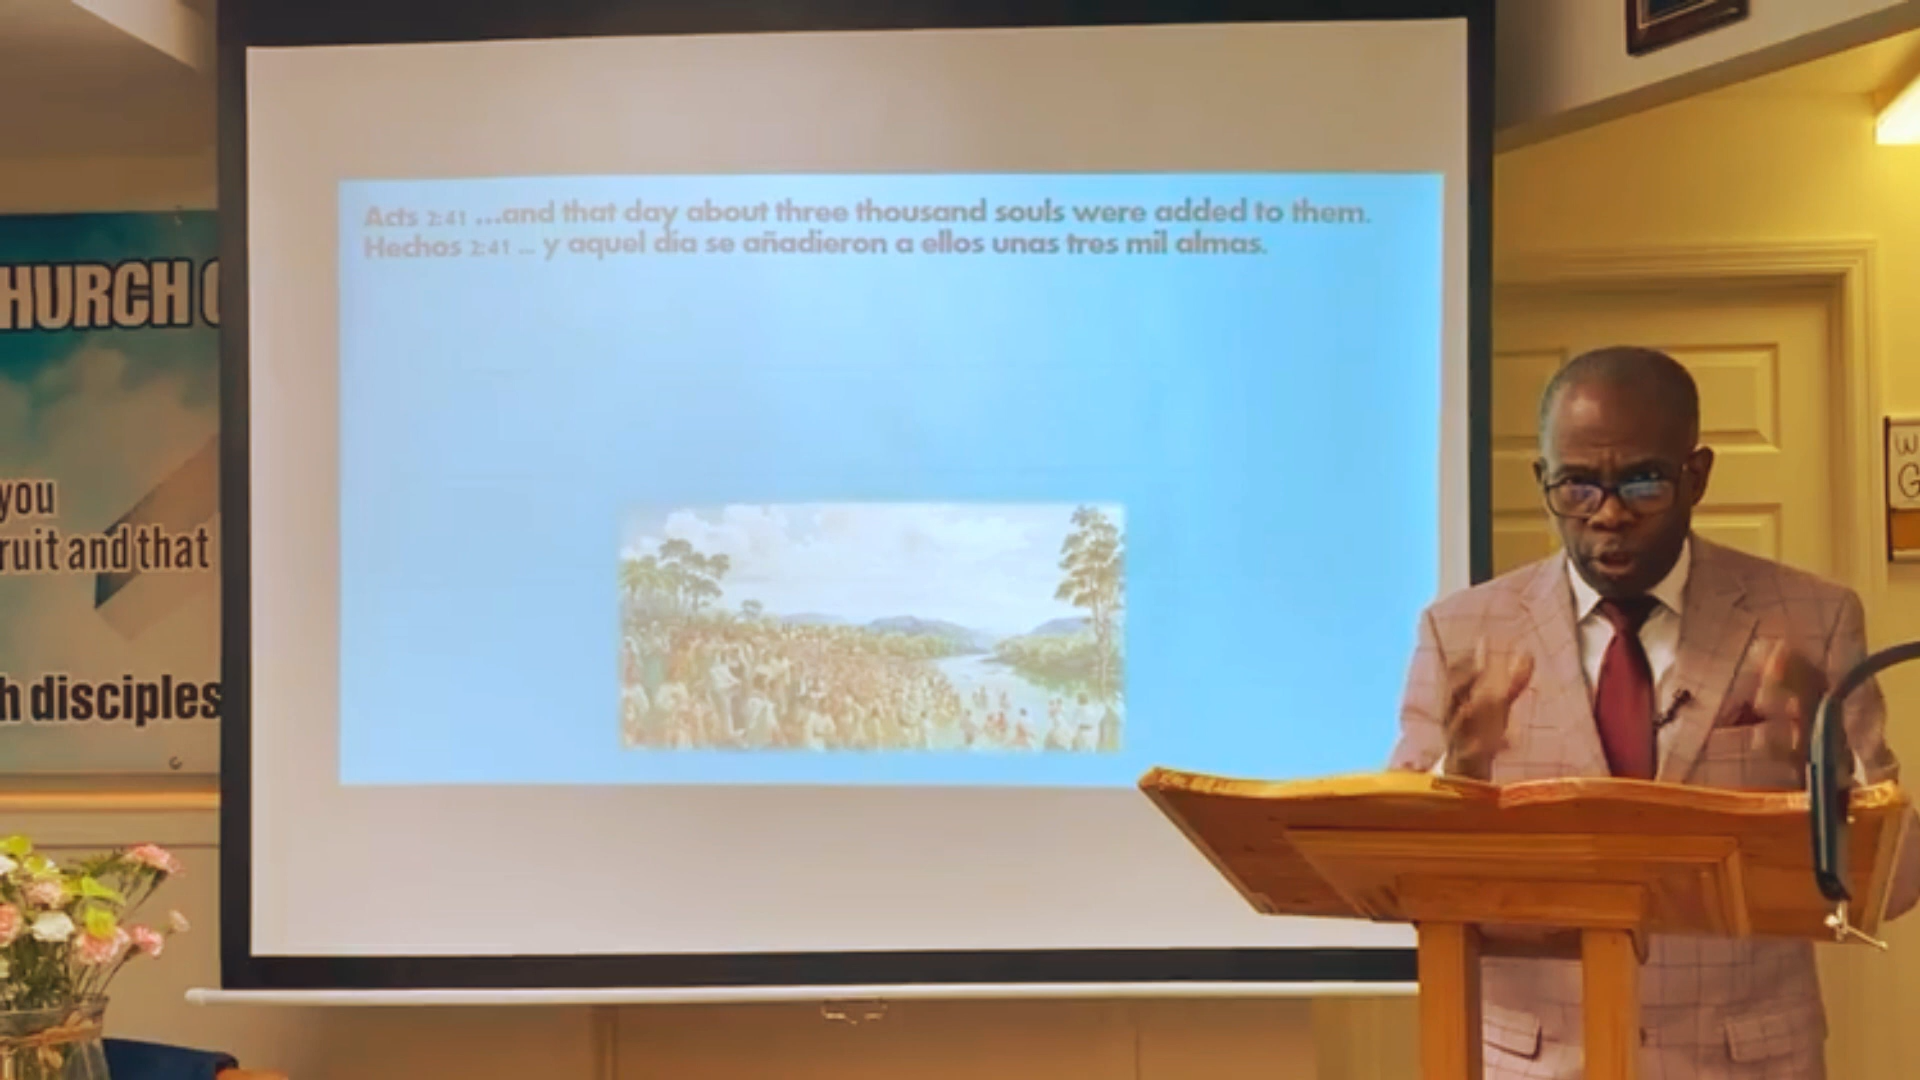 Acts 2:41 ...and that day about three thousand souls were added to them.
Hechos 2:41 ... y aquel día se añadieron a ellos unas tres mil almas.
HURCH
you
ruit and that
h disciples
W
G